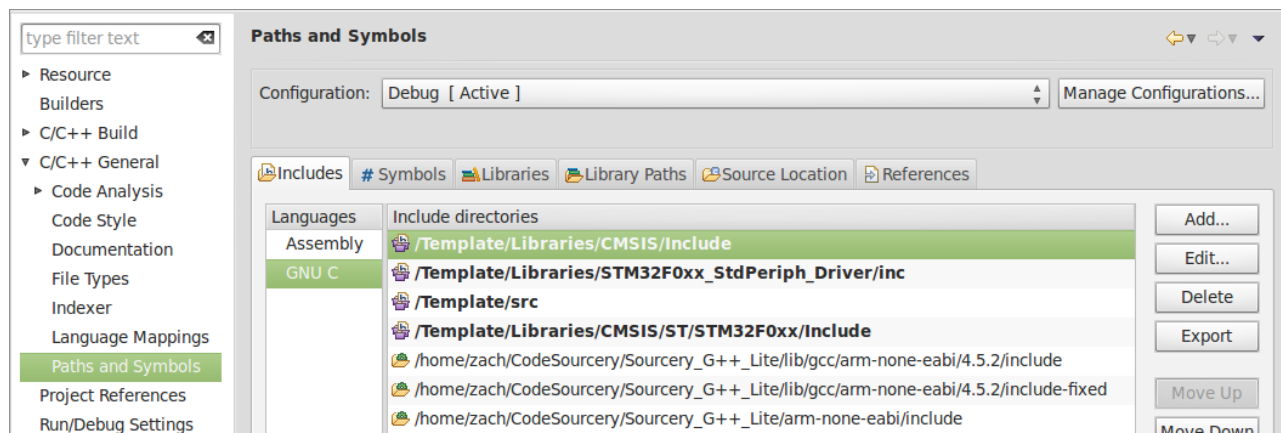 type filter text
Resource
Builders
C/C++ Build
C/C++ General
Code Analysis
Code Style
Documentation
File Types
Indexer
Language Mappings
Paths and Symbols
Project References
Run/Debug Settings
Paths and Symbols
Configuration: Debug [ Active ] Manage Configurations...
Includes # Symbols Libraries Library Paths Source Location References
Languages Include directories
Assembly
GNU C
/Template/Libraries/CMSIS/Include
/Template/Libraries/STM32F0xx_StdPeriph_Driver/inc
/Template/src
/Template/Libraries/CMSIS/ST/STM32F0xx/Include
/home/zach/CodeSourcery/Sourcery_G++_Lite/lib/gcc/arm-none-eabi/4.5.2/include
/home/zach/CodeSourcery/Sourcery_G++_Lite/lib/gcc/arm-none-eabi/4.5.2/include-fixed
/home/zach/CodeSourcery/Sourcery_G++_Lite/arm-none-eabi/include
Add...
Edit...
Delete
Export
Move Up
Move Down